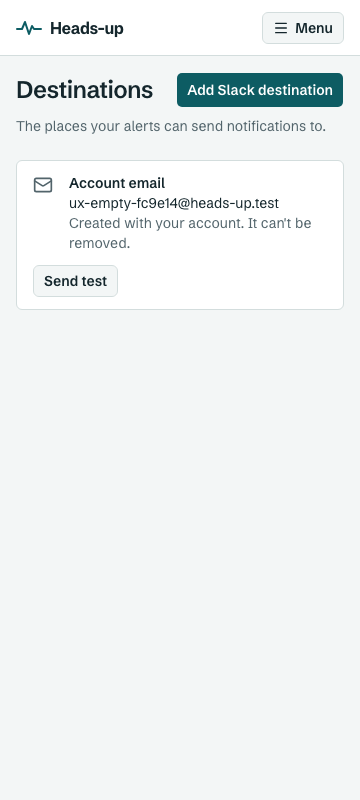 Heads-up
Menu
Destinations
Add Slack destination
The places your alerts can send notifications to.
Account email
ux-empty-fc9e14@heads-up.test
Created with your account. It can't be
removed.
Send test